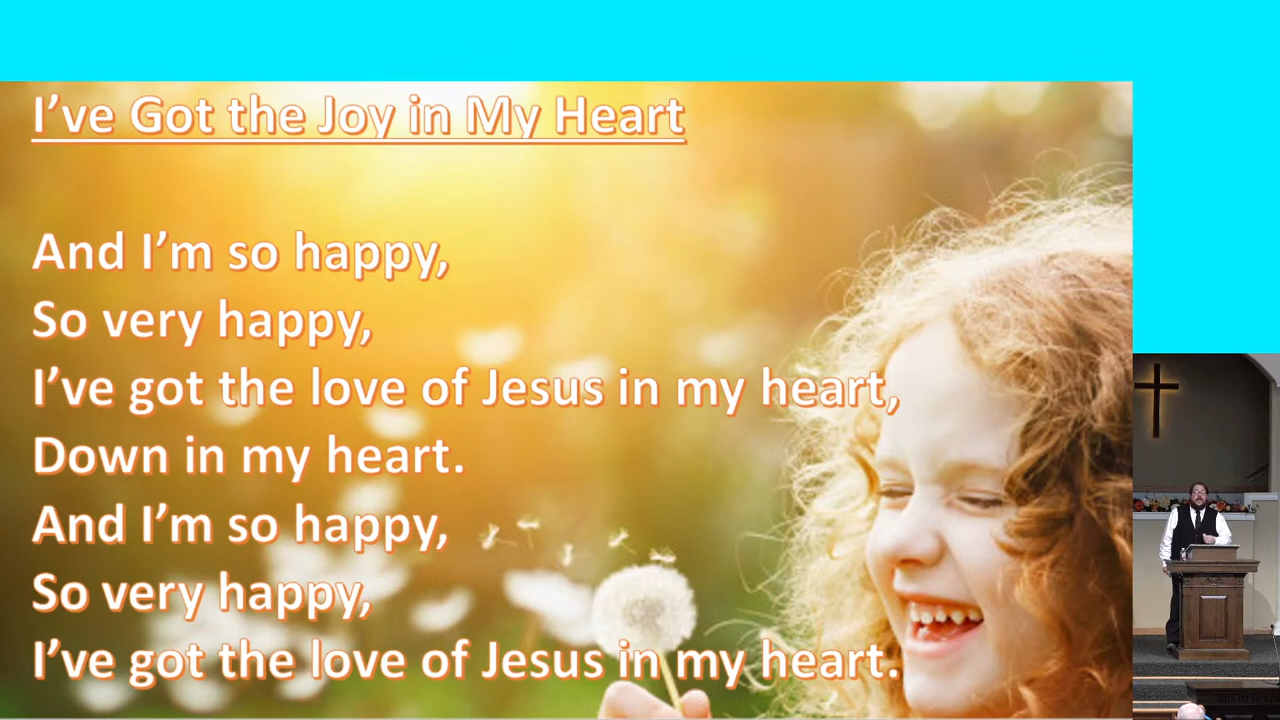 I’ve Got the Joy in My Heart
And I’m so happy,
So very happy,
I’ve got the love of Jesus in my heart,
Down in my heart.
And I’m so happy,
So very happy,
I’ve got the love of Jesus in my heart.